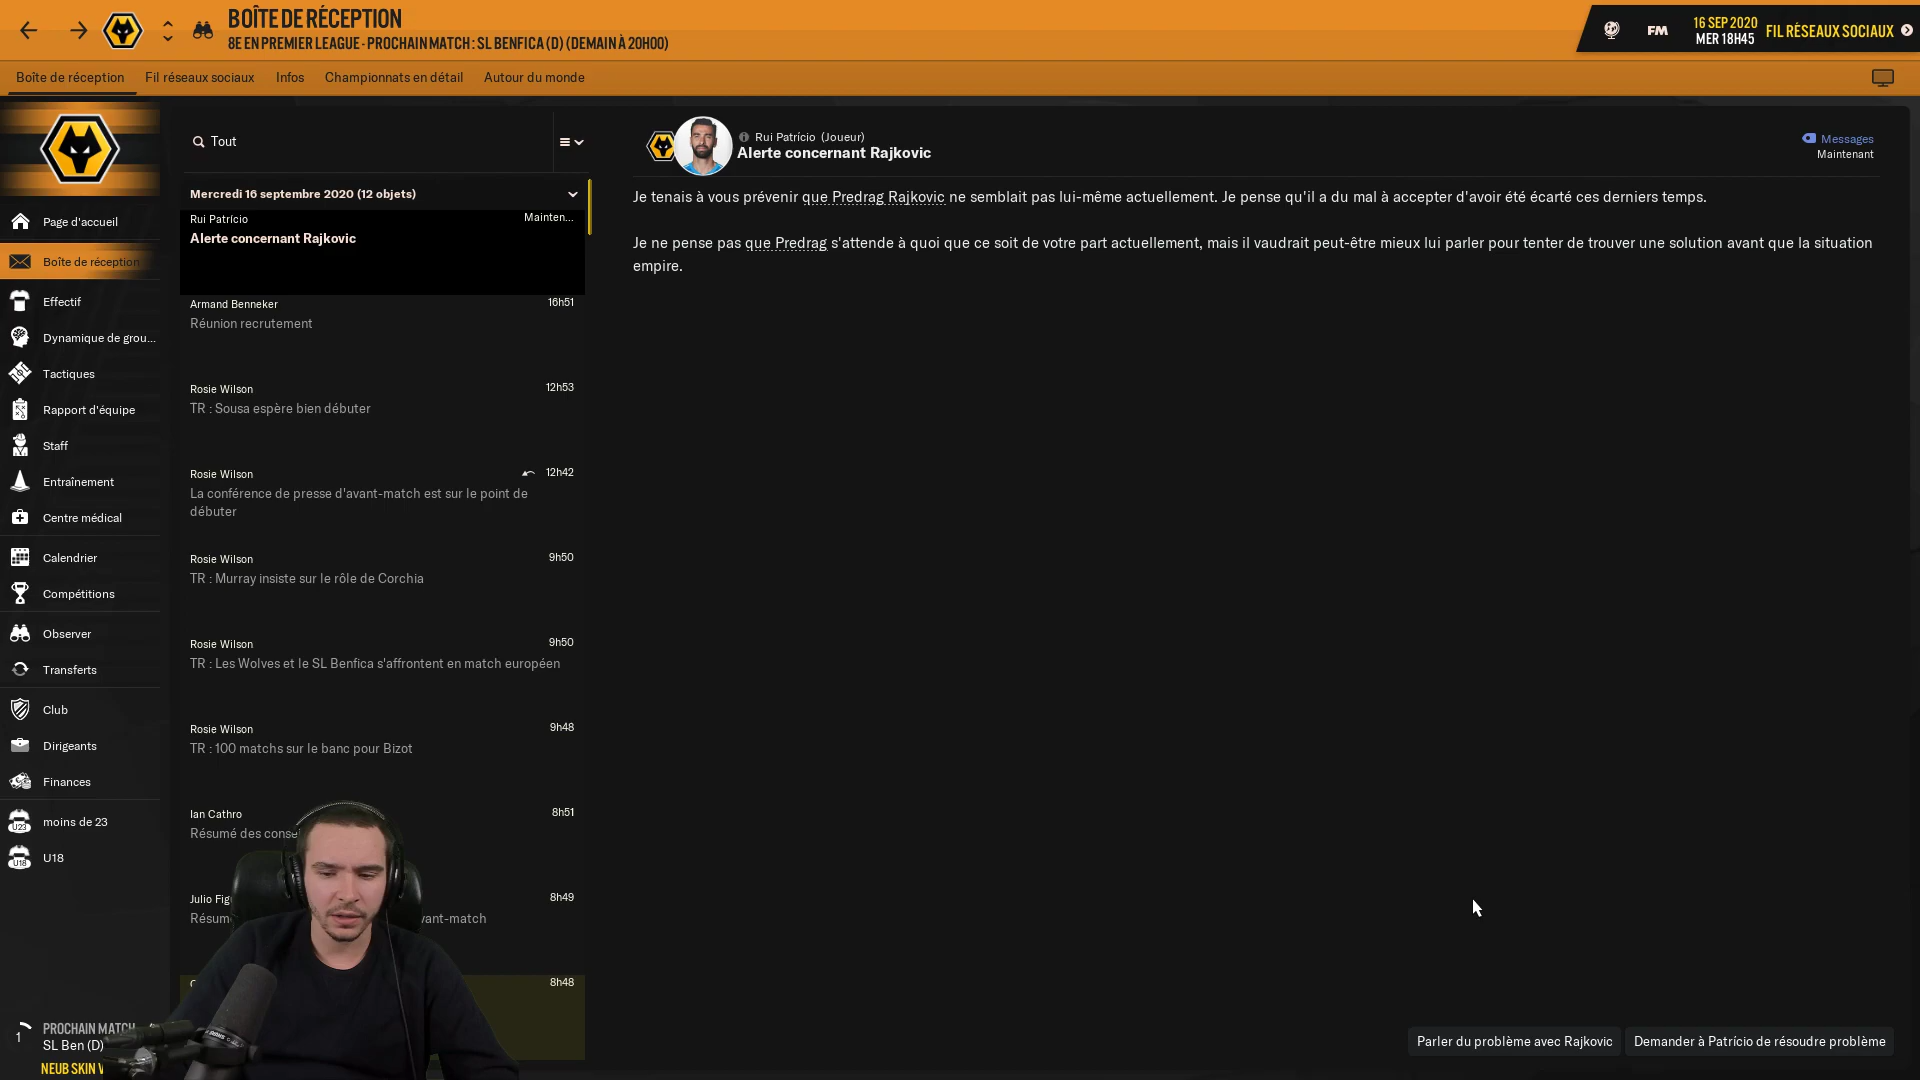 BOÎTE DE RÉCEPTION
8E EN PREMIER LEAGUE - PROCHAIN MATCH : SL BENFICA (D) (DEMAIN À 20H00)
FM
16 SEP 2020
MER 18H45
FIL RÉSEAUX SOCIAUX
Boîte de réception
Fil réseaux sociaux
Infos
Championnats en détail
Autour du monde
Page d'accueil
Boîte de réception
Effectif
Dynamique de grou...
Tactiques
Rapport d'équipe
Staff
Entraînement
Centre médical
Calendrier
Compétitions
Observer
Transferts
Club
Dirigeants
Finances
U23
moins de 23
U18
U18
1
PROCHAIN MATCH
SL Ben (D)
NEUB SKIN
Tout
Mercredi 16 septembre 2020 (12 objets)
Rui Patrício
Mainten...
Alerte concernant Rajkovic
Armand Benneker
16h51
Réunion recrutement
Rosie Wilson
12h53
TR : Sousa espère bien débuter
Rosie Wilson
12h42
La conférence de presse d'avant-match est sur le point de
débuter
Rosie Wilson
9h50
TR : Murray insiste sur le rôle de Corchia
Rosie Wilson
9h50
TR : Les Wolves et le SL Benfica s'affrontent en match européen
Rosie Wilson
9h48
TR : 100 matchs sur le banc pour Bizot
Ian Cathro
8h51
Résumé des
Julio
8h49
vant-match
8h48
Rui Patrício (Joueur)
Alerte concernant Rajkovic
Messages
Maintenant
Je tenais à vous prévenir que Predrag Rajkovic ne semblait pas lui-même actuellement. Je pense qu'il a du mal à accepter d'avoir été écarté ces derniers temps.
Je ne pense pas que Predrag s'attende à quoi que ce soit de votre part actuellement, mais il vaudrait peut-être mieux lui parler pour tenter de trouver une solution avant que la situation
empire.
Parler du problème avec Rajkovic
Demander à Patrício de résoudre problème